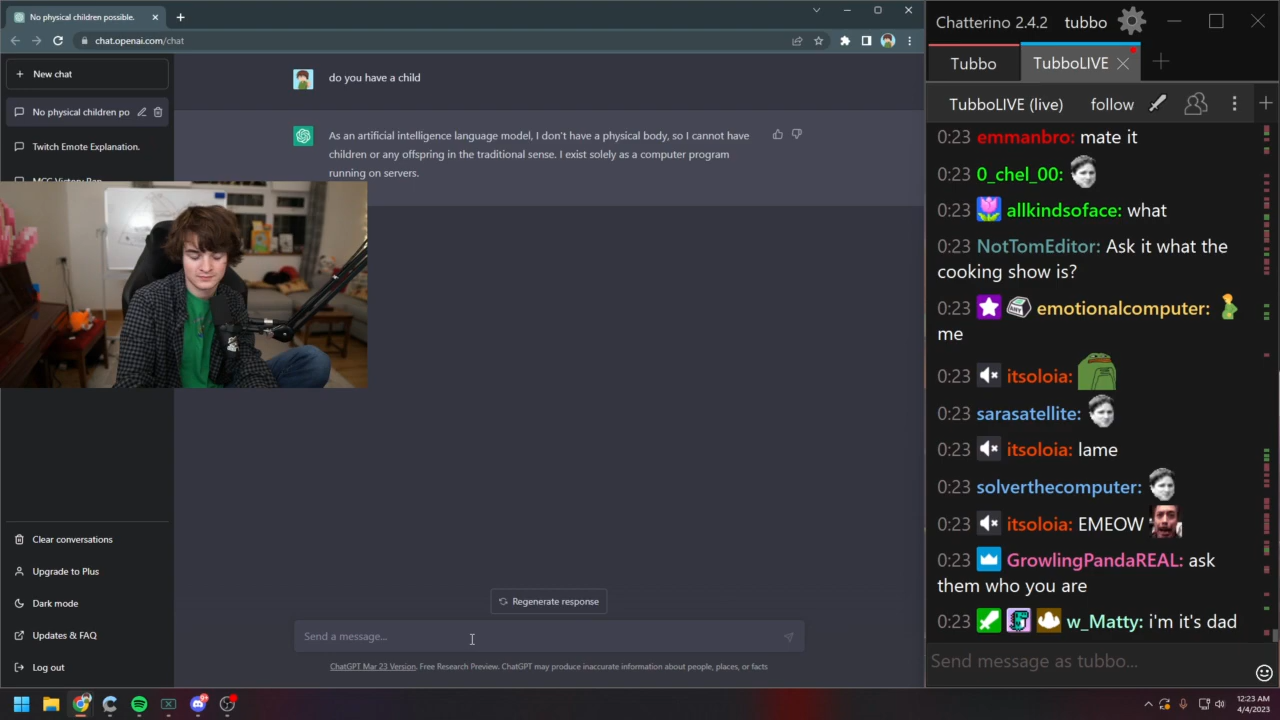 No physical children possible.
chat.openai.com/chat
New chat
No physical children po
Twitch Emote Explanation.
Clear conversations
Upgrade to Plus
Dark mode
Updates & FAQ
Log out
do you have a child
As an artificial intelligence language model, I don't have a physical body, so I cannot have
children or any offspring in the traditional sense. I exist solely as a computer program
running on servers.
Regenerate response
Send a message...
ChatGPT Mar 23 Version. Free Research Preview. ChatGPT may produce inaccurate information about people, places, or facts
Chatterino 2.4.2 tubbo
Tubbo
TubboLIVE
TubboLIVE (live) follow
0:23 emmanbro: mate it
0:23 0_chel_00:
0:23 allkindsoface: what
0:23 NotTomEditor: Ask it what the
cooking show is?
0:23 emotionalcomputer:
me
0:23 itsoloia:
0:23 sarasatellite:
0:23 itsoloia: lame
0:23 solverthecomputer:
0:23 itsoloia: EMEOW
0:23 GrowlingPandaREAL: ask
them who you are
0:23 w_Matty: i'm it's dad
Send message as tubbo...
12:23 AM
4/4/2023